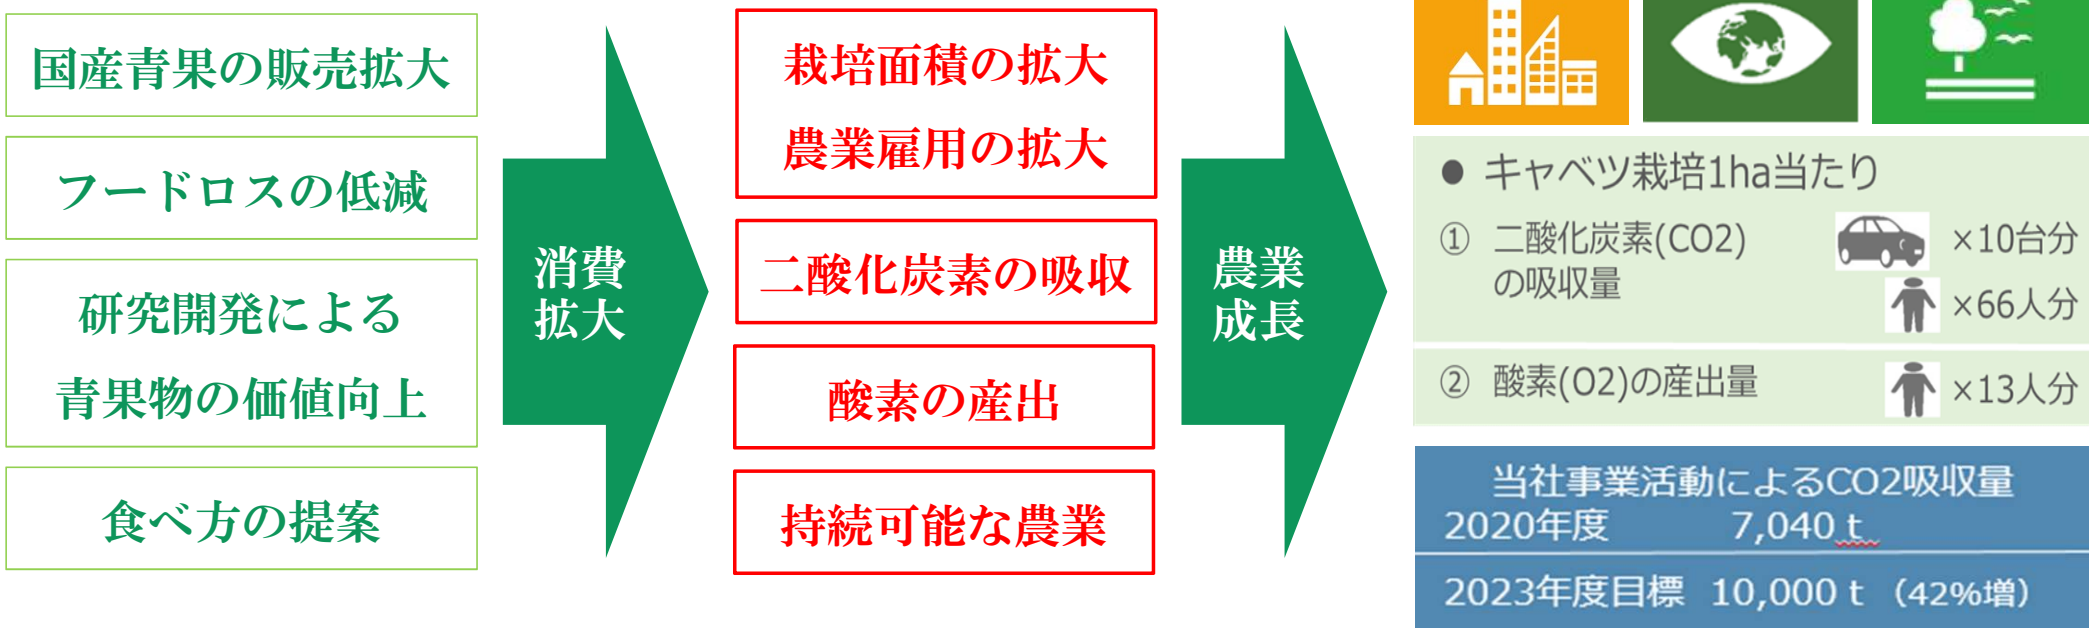 国産青果の販売拡大
フードロスの低減
研究開発による
青果物の価値向上
食べ方の提案
消費
拡大
栽培面積の拡大
農業雇用の拡大
二酸化炭素の吸収
酸素の産出
持続可能な農業
農業
成長
● キャベツ栽培1ha当たり
① 二酸化炭素(CO2)
の吸収量
×10台分
×66人分
② 酸素(O2)の産出量
×13人分
当社事業活動によるCO2吸収量
2020年度 7,040 t
2023年度目標 10,000 t （42%増）